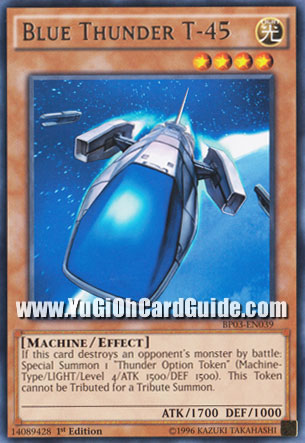 BLUE THUNDER T-45
光
www.YuGiOhCardGuide.com
BP03-EN039
[MACHINE/EFFECT]
If this card destroys an opponent's monster by battle:
Special Summon 1 "Thunder Option Token" (Machine-
Type/LIGHT/Level 4/ATK 1500/DEF 1500). This Token
cannot be Tributed for a Tribute Summon.
ATK/1700 DEF/1000
14089428 1st Edition ©1996 KAZUKI TAKAHASHI